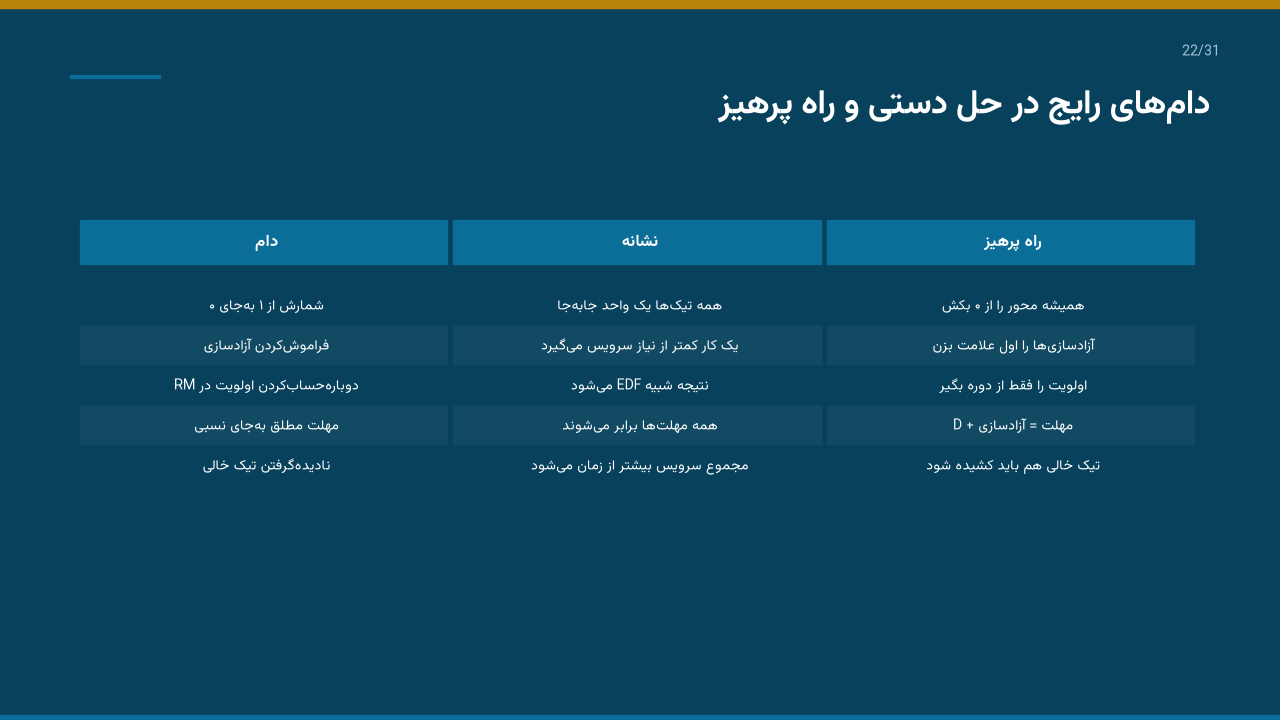 22/31
دام‌های رایج در حل دستی و راه پرهیز
راه پرهیز	نشانه	دام
همیشه محور را از ۰ بکش	همه تیک‌ها یک واحد جابه‌جا	شمارش از ۱ به‌جای ۰
آزادسازی‌ها را اول علامت بزن	یک کار کمتر از نیاز سرویس می‌گیرد	فراموش‌کردن آزادسازی
اولویت را فقط از دوره بگیر	نتیجه شبیه EDF می‌شود	دوباره‌حساب‌کردن اولویت در RM
مهلت = آزادسازی + D	همه مهلت‌ها برابر می‌شوند	مهلت مطلق به‌جای نسبی
تیک خالی هم باید کشیده شود	مجموع سرویس بیشتر از زمان می‌شود	نادیده‌گرفتن تیک خالی